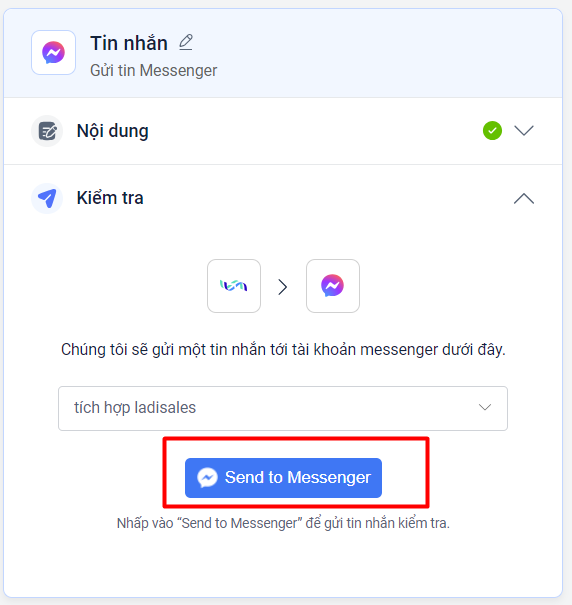 Tin nhắn
Gửi tin Messenger
Nội dung
Kiểm tra
Chúng tôi sẽ gửi một tin nhắn tới tài khoản messenger dưới đây.
tích hợp ladisales
Send to Messenger
Nhấp vào “Send to Messenger” để gửi tin nhắn kiểm tra.